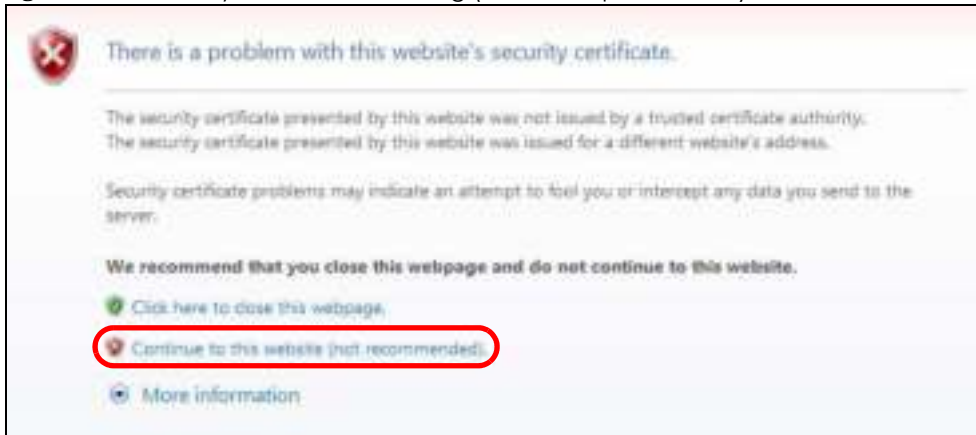 There is a problem with this website's security certificate.
The security certificate presented by this website was not issued by a trusted certificate authority.
The security certificate presented by this website was issued for a different website's address.
Security certificate problems may indicate an attempt to fool you or intercept any data you send to the
server.
We recommend that you close this webpage and do not continue to this website.
Click here to close this webpage.
Continue to this website (not recommended).
More information